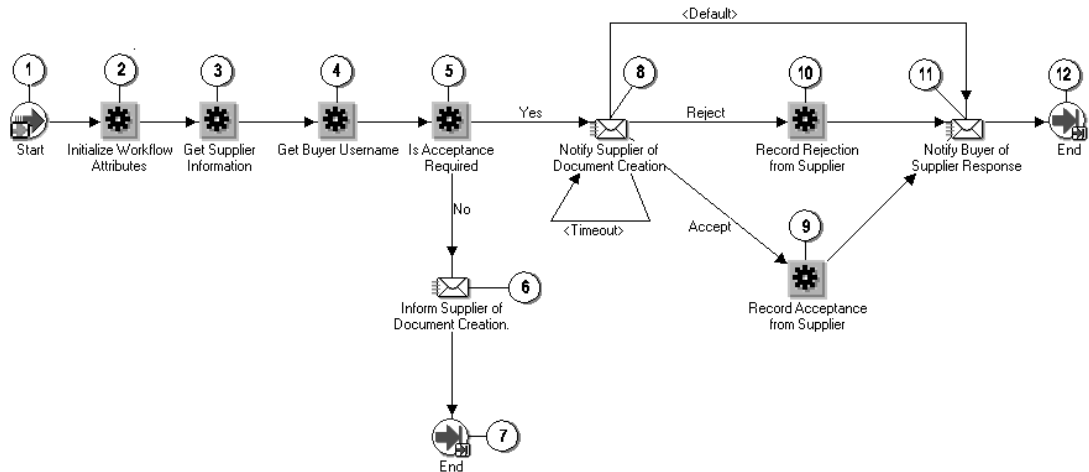 <Default>
1
2
3
4
5
8
10
11
12
Yes
Reject
Start
Initialize Workflow
Attributes
Get Supplier
Information
Get Buyer Username
Is Acceptance
Required
Notify Supplier of
Document Creation
Record Rejection
from Supplier
Notify Buyer of
Supplier Response
End
No
<Timeout>
Accept
9
6
Inform Supplier of
Document Creation.
Record Acceptance
from Supplier
7
End